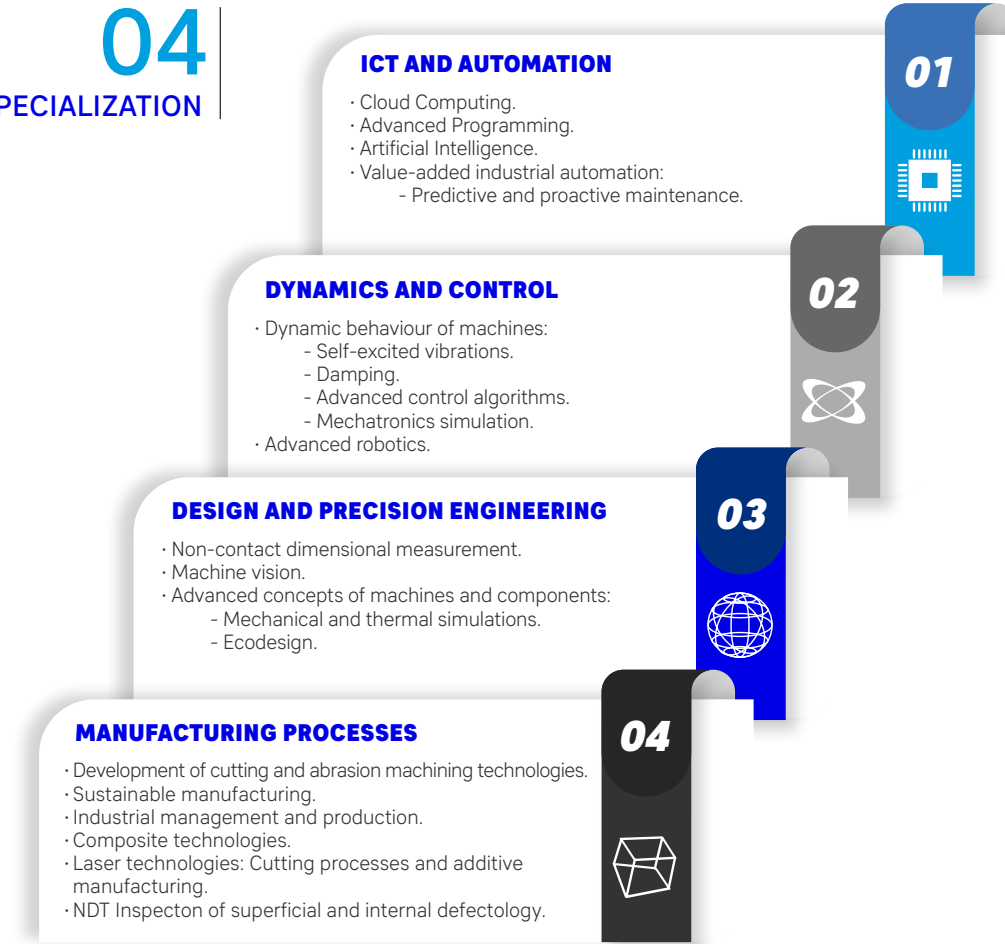 04
PECIALIZATION
ICT AND AUTOMATION
01
· Cloud Computing.
· Advanced Programming.
· Artificial Intelligence.
· Value-added industrial automation:
- Predictive and proactive maintenance.
DYNAMICS AND CONTROL
02
· Dynamic behaviour of machines:
- Self-excited vibrations.
- Damping.
- Advanced control algorithms.
- Mechatronics simulation.
· Advanced robotics.
DESIGN AND PRECISION ENGINEERING
03
· Non-contact dimensional measurement.
· Machine vision.
· Advanced concepts of machines and components:
- Mechanical and thermal simulations.
- Ecodesign.
MANUFACTURING PROCESSES
04
· Development of cutting and abrasion machining technologies.
· Sustainable manufacturing.
· Industrial management and production.
· Composite technologies.
· Laser technologies: Cutting processes and additive
manufacturing.
· NDT Inspecton of superficial and internal defectology.